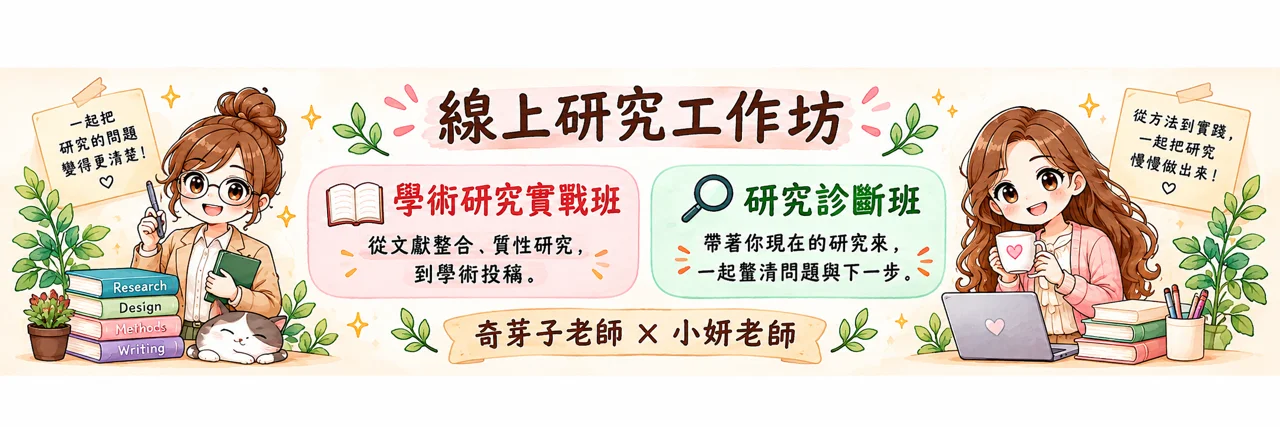 線上研究工作坊
一起把
研究的問題
變得更清楚！
學術研究實戰班
從文獻整合、質性研究，
到學術投稿。
研究診斷班
帶著你現在的研究來，
一起釐清問題與下一步。
從方法到實踐，
一起把研究
慢慢做出來！
Research
Design
Methods
Writing
奇芽子老師 × 小妍老師